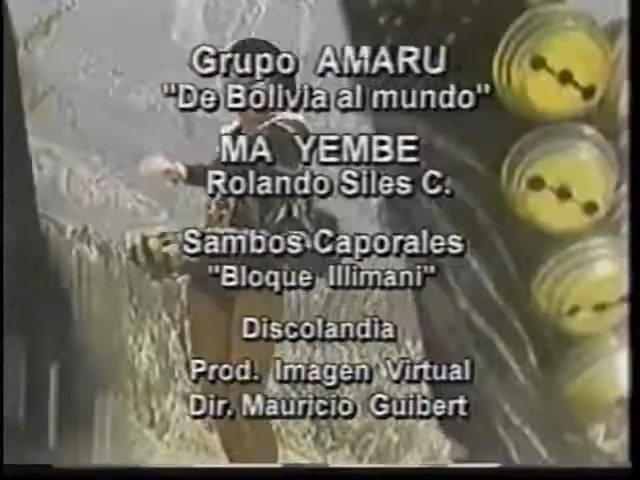 Grupo AMARU
"De Bolivia al mundo"
MA YEMBE
Rolando Siles C.
Sambos Caporales
"Bloque Illimani"
Discolandia
Prod. Imagen Virtual
Dir. Mauricio Guibert